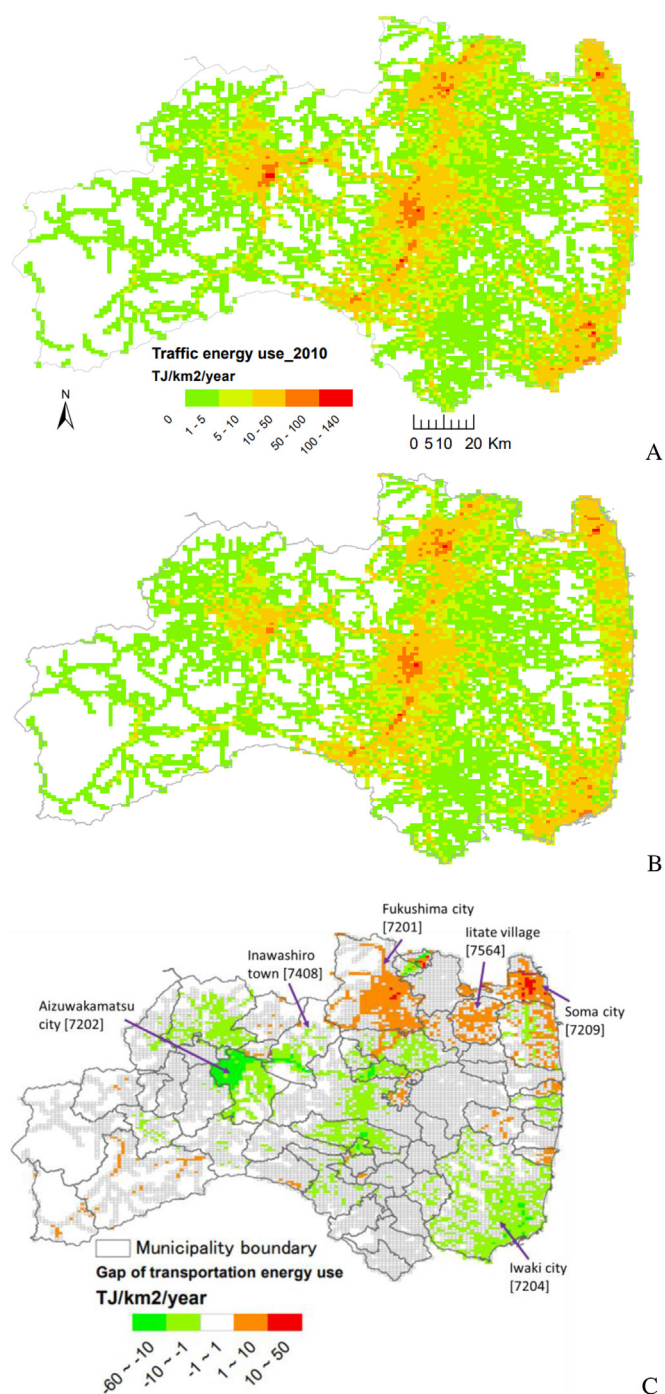 Traffic energy use_2010
TJ/km2/year
N
0
1 - 5
5 - 10
10 - 50
50 - 100
100 - 140
0 5 10 20 Km
A
B
Fukushima city
[7201]
Iitate village
[7564]
Inawashiro
town [7408]
Soma city
[7209]
Aizuwakamatsu
city [7202]
Iwaki city
[7204]
Municipality boundary
Gap of transportation energy use
TJ/km2/year
-60 ~ -10
-10 ~ -1
-1 ~ 1
1 ~ 10
10 ~ 50
C